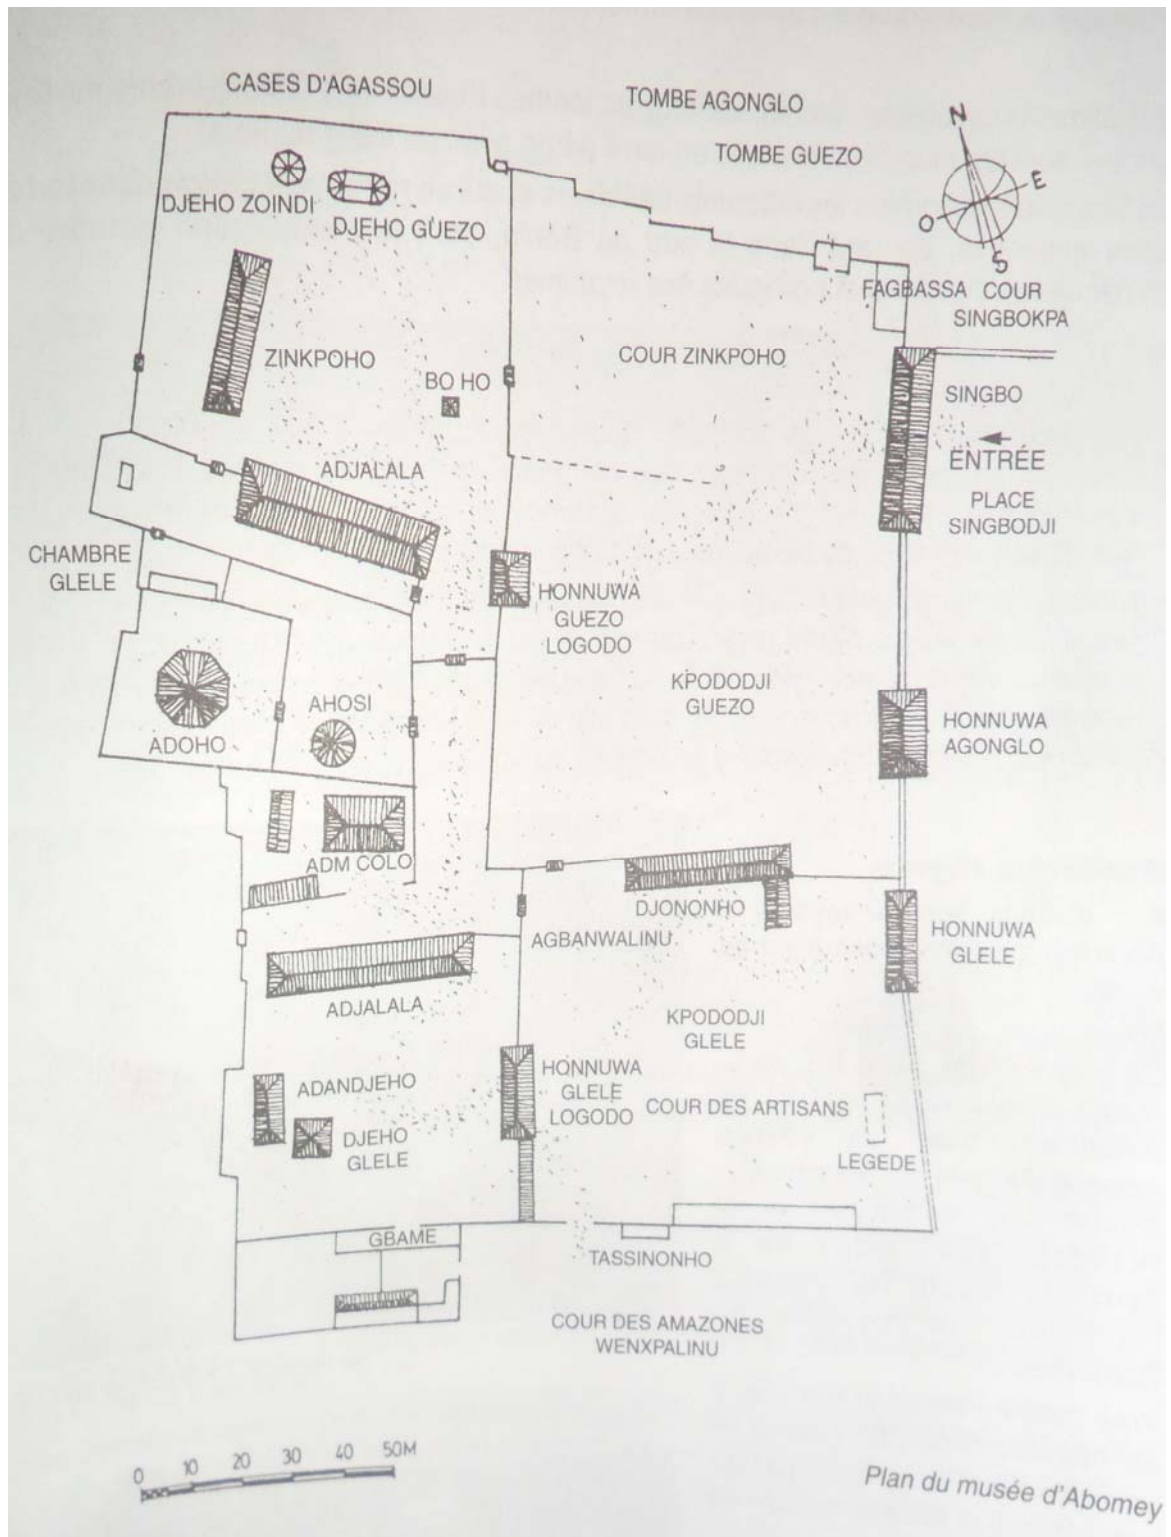 CASES D'AGASSOU
TOMBE AGONGLO
TOMBE GUEZO
N
E
O
S
DJEHO ZOINDI
DJEHO GUEZO
FAGBASSA
COUR
SINGBOKPA
ZINKPOHO
COUR ZINKPOHO
BO HO
SINGBO
ENTRÉE
ADJALALA
PLACE
SINGBODJI
CHAMBRE
GLELE
HONNUWA
GUEZO
LOGODO
KPODODJI
GUEZO
AHOSI
ADOHO
HONNUWA
AGONGLO
ADM COLO
DJONONHO
AGBANWALINU
HONNUWA
GLELE
ADJALALA
KPODODJI
GLELE
ADANDJEHO
HONNUWA
GLELE
LOGODO
COUR DES ARTISANS
DJEHO
GLELE
LEGEDE
GBAME
TASSINONHO
COUR DES AMAZONES
WENXPALINU
0 10 20 30 40 50M
Plan du musée d'Abomey